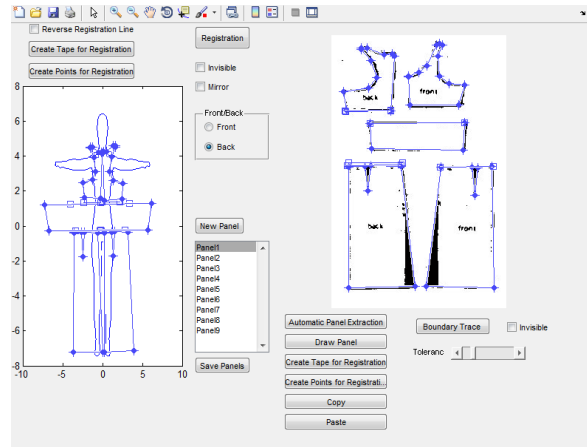 Reverse Registration Line
Create Tape for Registration
Create Points for Registration
Registration
Invisible
Mirror
Front/Back
Front
Back
New Panel
Panel1
Panel2
Panel3
Panel4
Panel5
Panel6
Panel7
Panel8
Panel9
Save Panels
8
6
4
2
0
-2
-4
-6
-8
-10
-5
0
5
10
back
front
back
front
Automatic Panel Extraction
Draw Panel
Create Tape for Registration
Create Points for Registrati...
Copy
Paste
Boundary Trace
Invisible
Toleranc